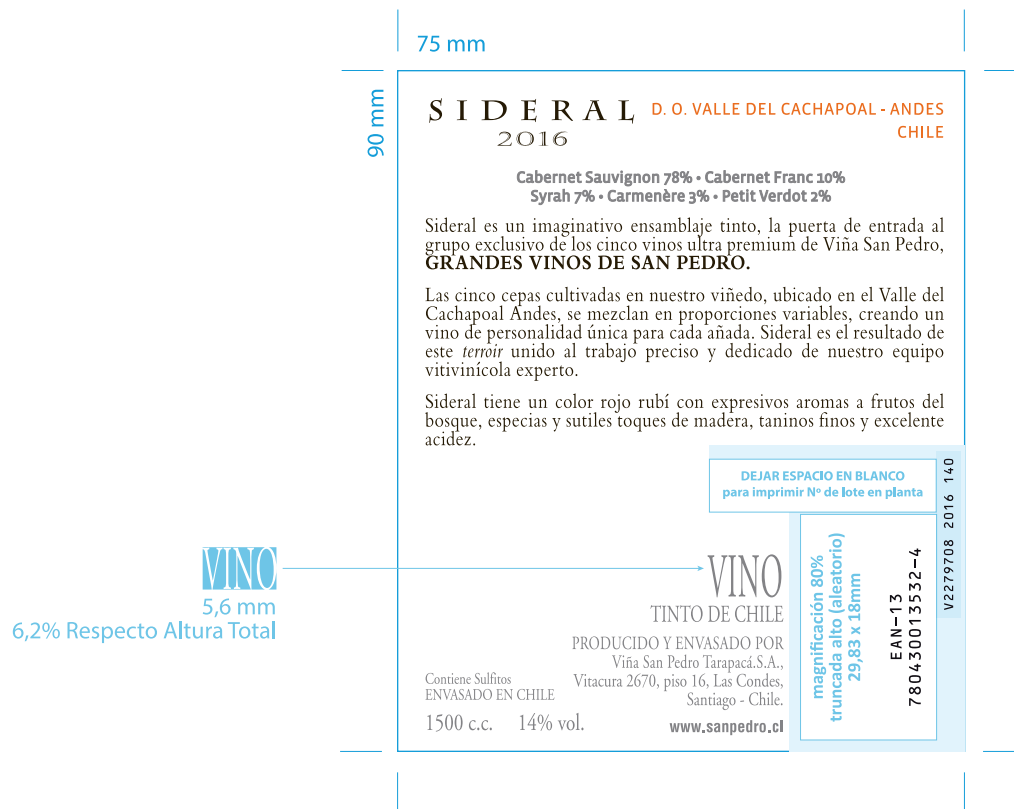 75 mm
90 mm
SIDERAL
2016
D. O. VALLE DEL CACHAPOAL - ANDES
CHILE
Cabernet Sauvignon 78% • Cabernet Franc 10%
Syrah 7% • Carmenère 3% • Petit Verdot 2%
Sideral es un imaginativo ensamblaje tinto, la puerta de entrada al
grupo exclusivo de los cinco vinos ultra premium de Viña San Pedro,
GRANDES VINOS DE SAN PEDRO.
Las cinco cepas cultivadas en nuestro viñedo, ubicado en el Valle del
Cachapoal Andes, se mezclan en proporciones variables, creando un
vino de personalidad única para cada añada. Sideral es el resultado de
este terroir unido al trabajo preciso y dedicado de nuestro equipo
vitivinícola experto.
Sideral tiene un color rojo rubí con expresivos aromas a frutos del
bosque, especias y sutiles toques de madera, taninos finos y excelente
acidez.
DEJAR ESPACIO EN BLANCO
para imprimir Nº de lote en planta
V2279708 2016 140
magnificación 80%
truncada alto (aleatorio)
29,83 x 18mm
EAN-13
780430013532-4
VINO
5,6 mm
6,2% Respecto Altura Total
VINO
TINTO DE CHILE
PRODUCIDO Y ENVASADO POR
Viña San Pedro Tarapacá.S.A.,
Vitacura 2670, piso 16, Las Condes,
Santiago - Chile.
www.sanpedro.cl
Contiene Sulfitos
ENVASADO EN CHILE
1500 c.c. 14% vol.